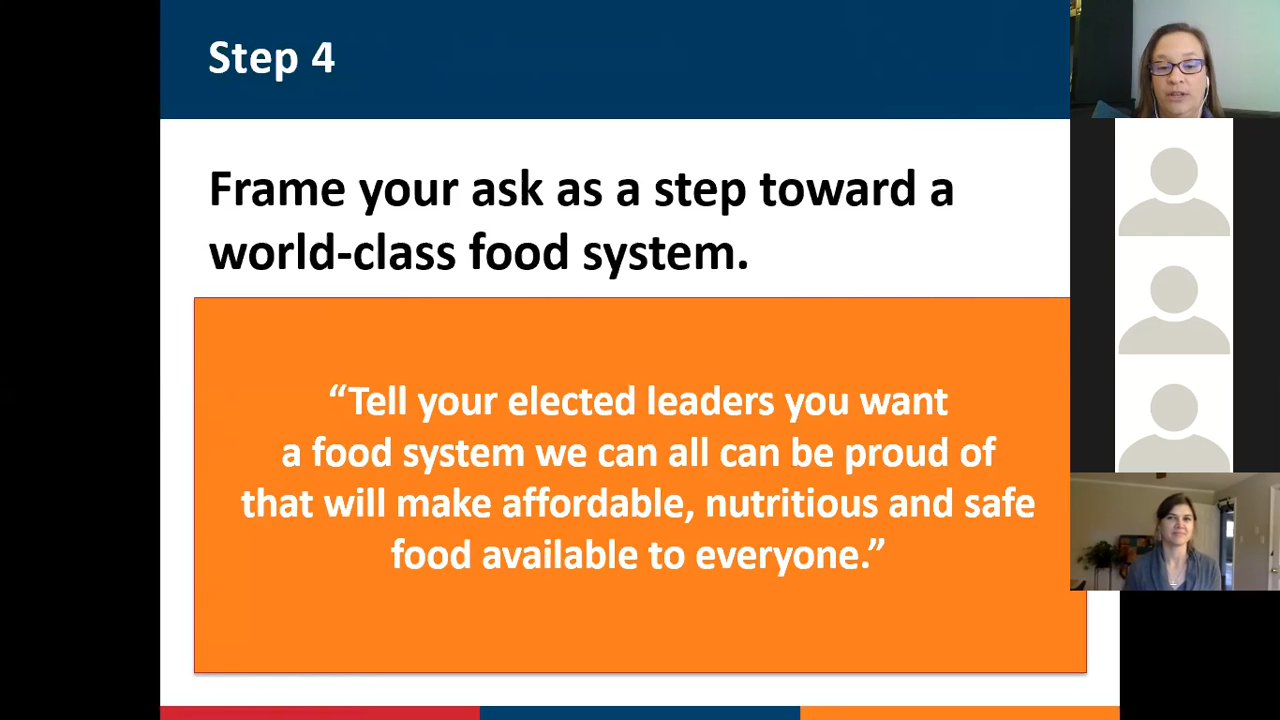 Step 4
Frame your ask as a step toward a
world-class food system.
“Tell your elected leaders you want
a food system we can all can be proud of
that will make affordable, nutritious and safe
food available to everyone.”